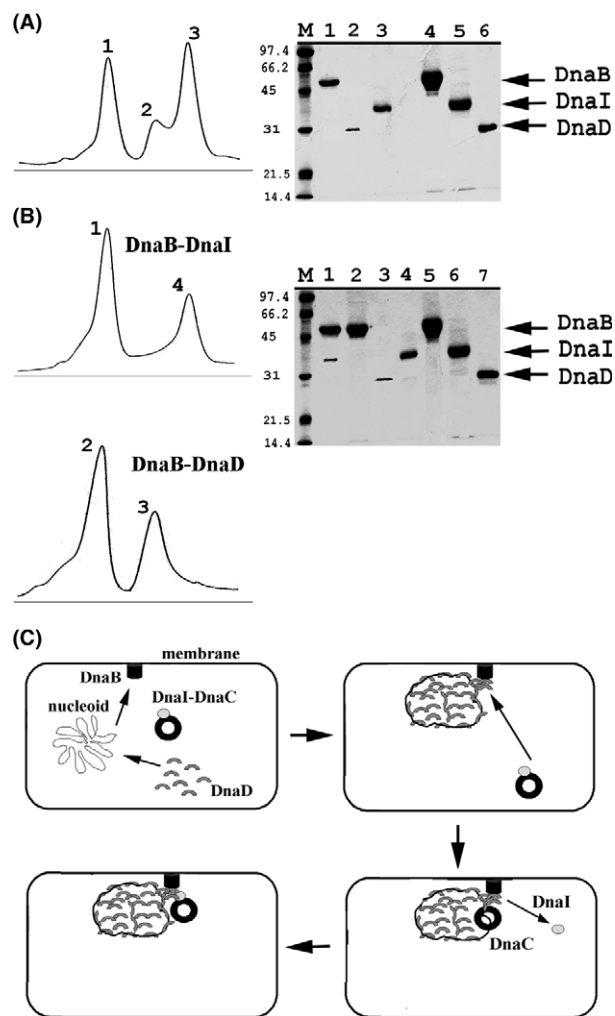 (A)
1
2
3
M 1 2 3 4 5 6
97.4
66.2
45
31
21.5
14.4
DnaB
DnaI
DnaD
(B)
1
DnaB-DnaI
4
2
DnaB-DnaD
3
M 1 2 3 4 5 6 7
97.4
66.2
45
31
21.5
14.4
DnaB
DnaI
DnaD
(C)
membrane
DnaB
DnaI-DnaC
nucleoid
DnaD
DnaI
DnaC